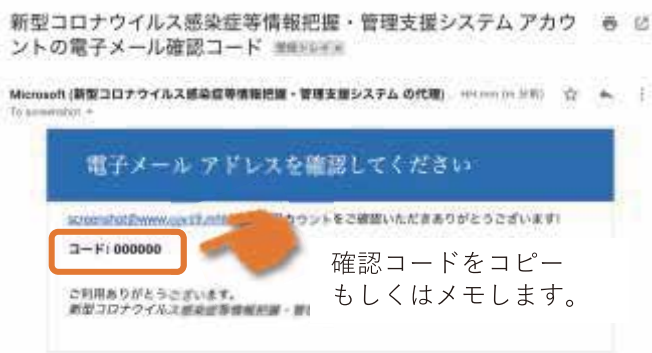 新型コロナウイルス感染症等情報把握・管理支援システム アカウ
ントの電子メール確認コード
Microsoft (新型コロナウイルス感染症等情報把握・管理支援システム の代理)
To screenshot
電子メール アドレスを確認してください
カウントをご確認いただきありがとうございます!
コード: 000000
確認コードをコピー
もしくはメモします。
ご利用ありがとうございます。
新型コロナウイルス感染症等情報把握・管